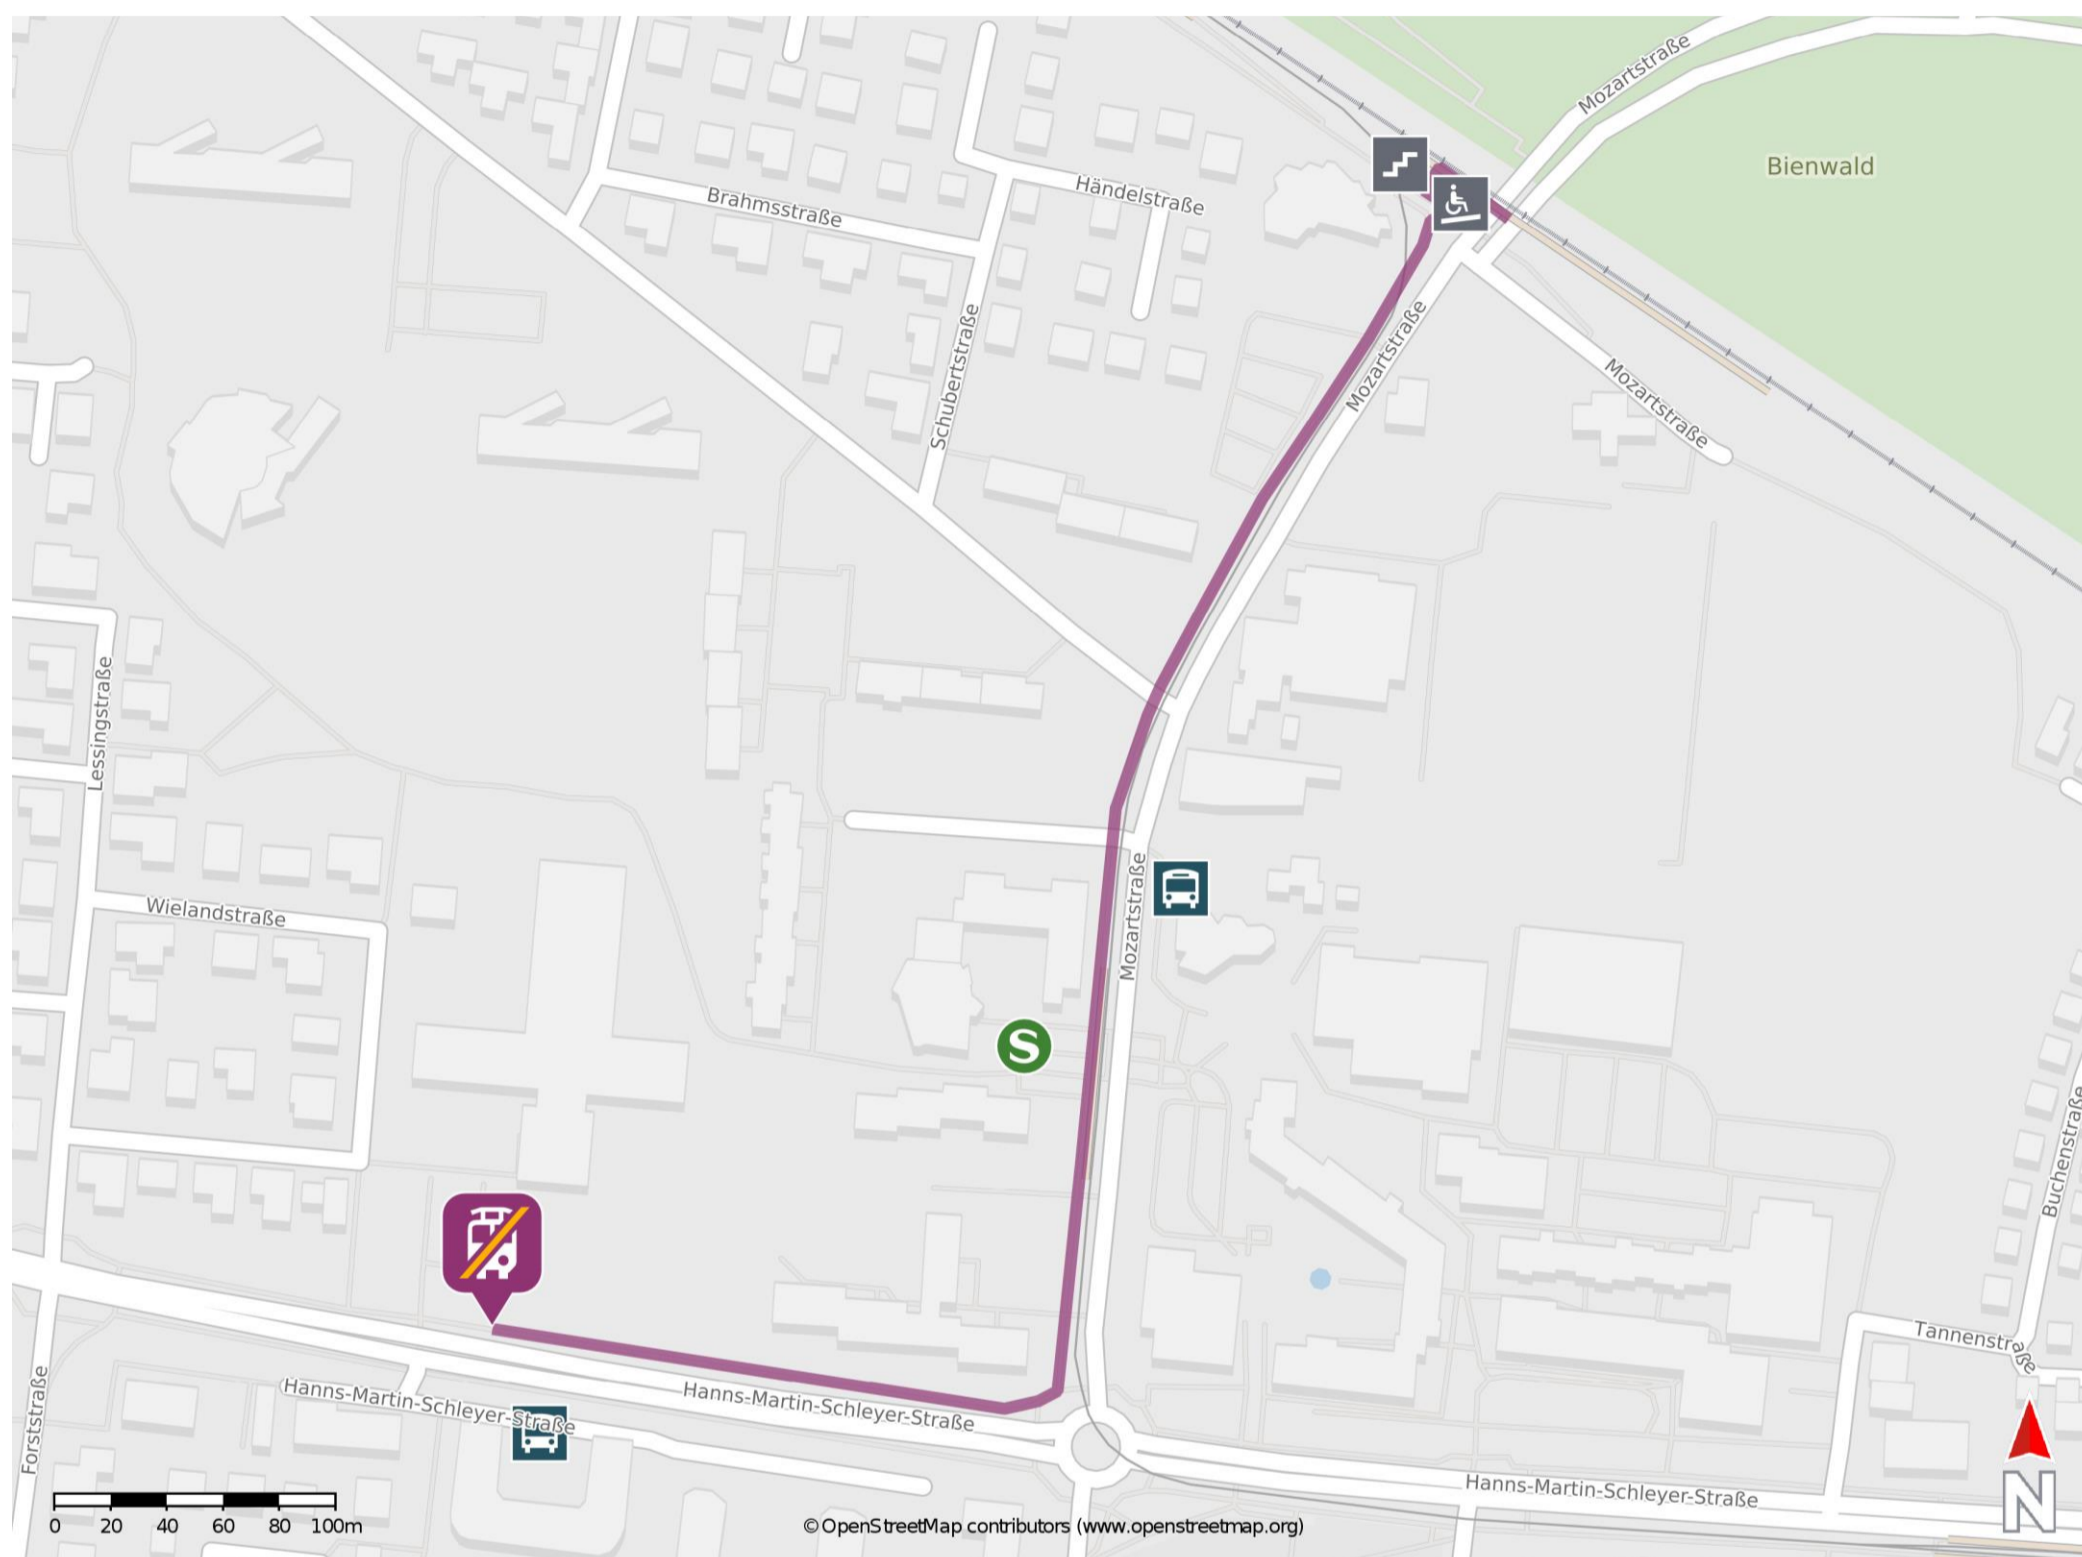 Mozartstraße
Bienwald
Händelstraße
Brahmsstraße
Schubertstraße
Mozartstraße
Mozartstraße
Lessingstraße
Wielandstraße
Mozartstraße
S
Buchenstraße
Tannenstraße
Forststraße
Hanns-Martin-Schleyer-Straße
Hanns-Martin-Schleyer-Straße
Hanns-Martin-Schleyer-Straße
N
0 20 40 60 80 100m
© OpenStreetMap contributors (www.openstreetmap.org)